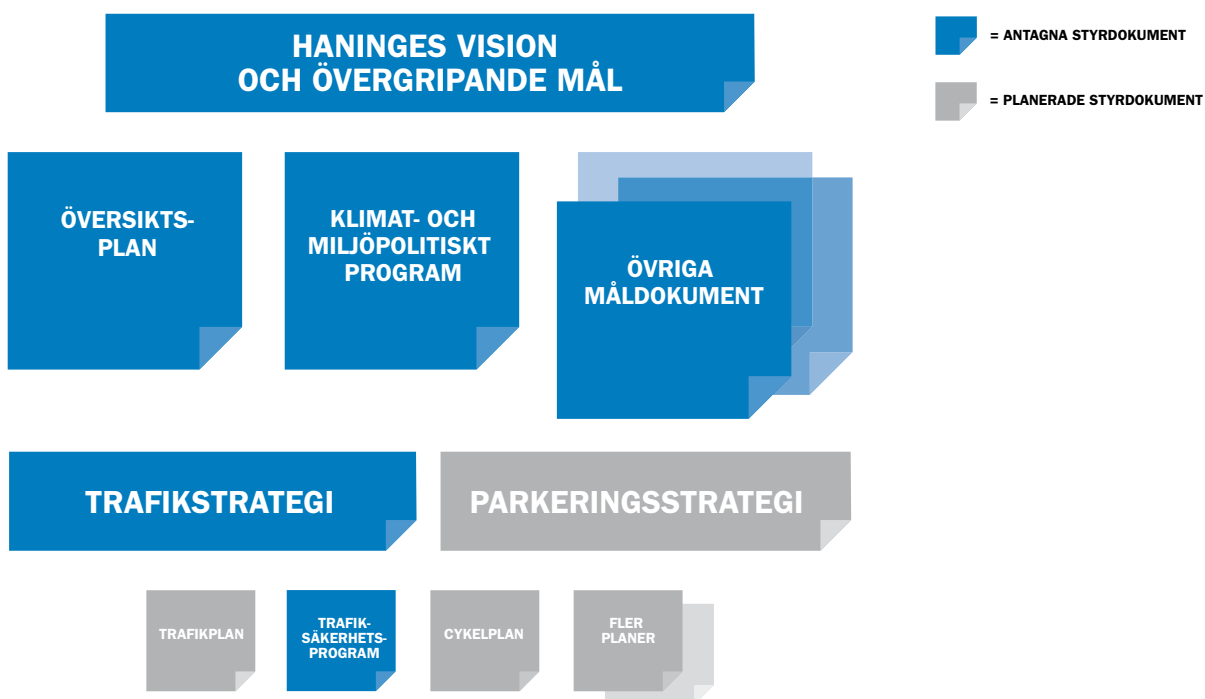 HANINGES VISION
OCH ÖVERGRIPANDE MÅL
= ANTAGNA STYRDOKUMENT
= PLANERADE STYRDOKUMENT
ÖVERSIKTS-
PLAN
KLIMAT- OCH
MILJÖPOLITISKT
PROGRAM
ÖVRIGA
MÅLDOKUMENT
TRAFIKSTRATEGI
PARKERINGSSTRATEGI
TRAFIKPLAN
TRAFIK-
SÄKERHETS-
PROGRAM
CYKELPLAN
FLER
PLANER